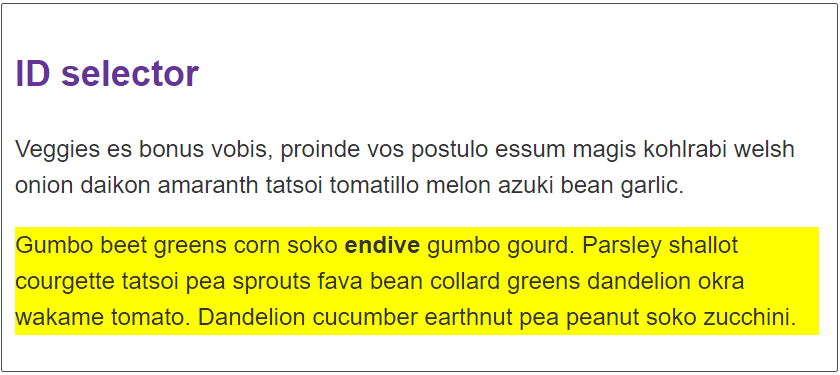 ID selector
Veggies es bonus vobis, proinde vos postulo essum magis kohlrabi welsh
onion daikon amaranth tatsoi tomatillo melon azuki bean garlic.
Gumbo beet greens corn soko endive gumbo gourd. Parsley shallot
courgette tatsoi pea sprouts fava bean collard greens dandelion okra
wakame tomato. Dandelion cucumber earthnut pea peanut soko zucchini.